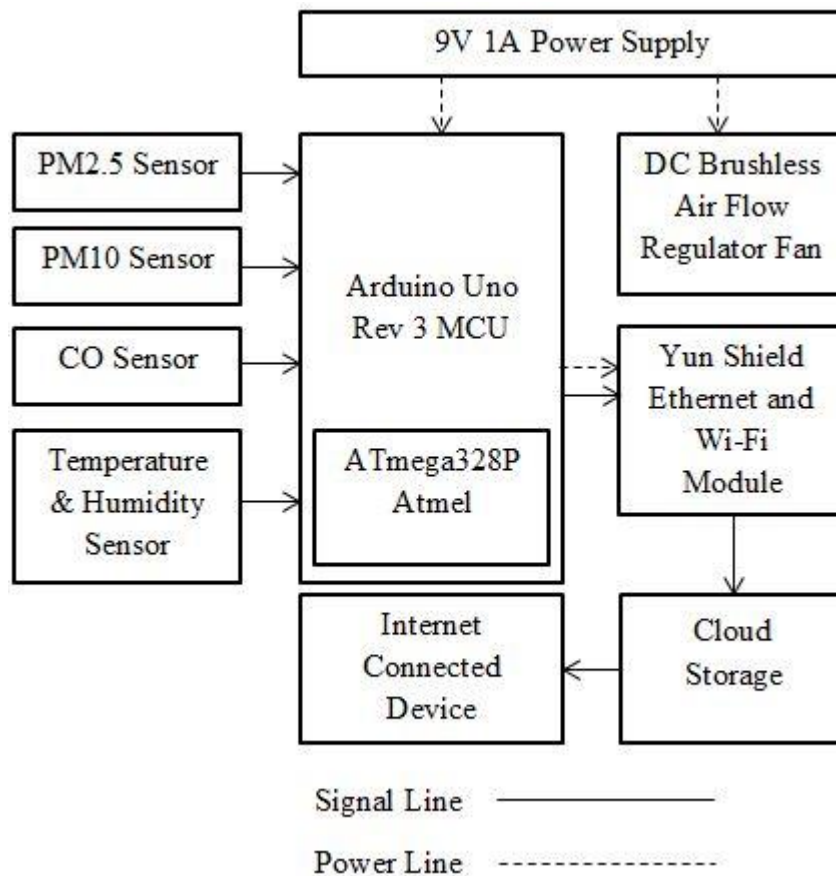 9V 1A Power Supply
PM2.5 Sensor
PM10 Sensor
CO Sensor
Temperature
& Humidity
Sensor
Arduino Uno
Rev 3 MCU
ATmega328P
Atmel
DC Brushless
Air Flow
Regulator Fan
Yun Shield
Ethernet and
Wi-Fi
Module
Internet
Connected
Device
Cloud
Storage
Signal Line
Power Line